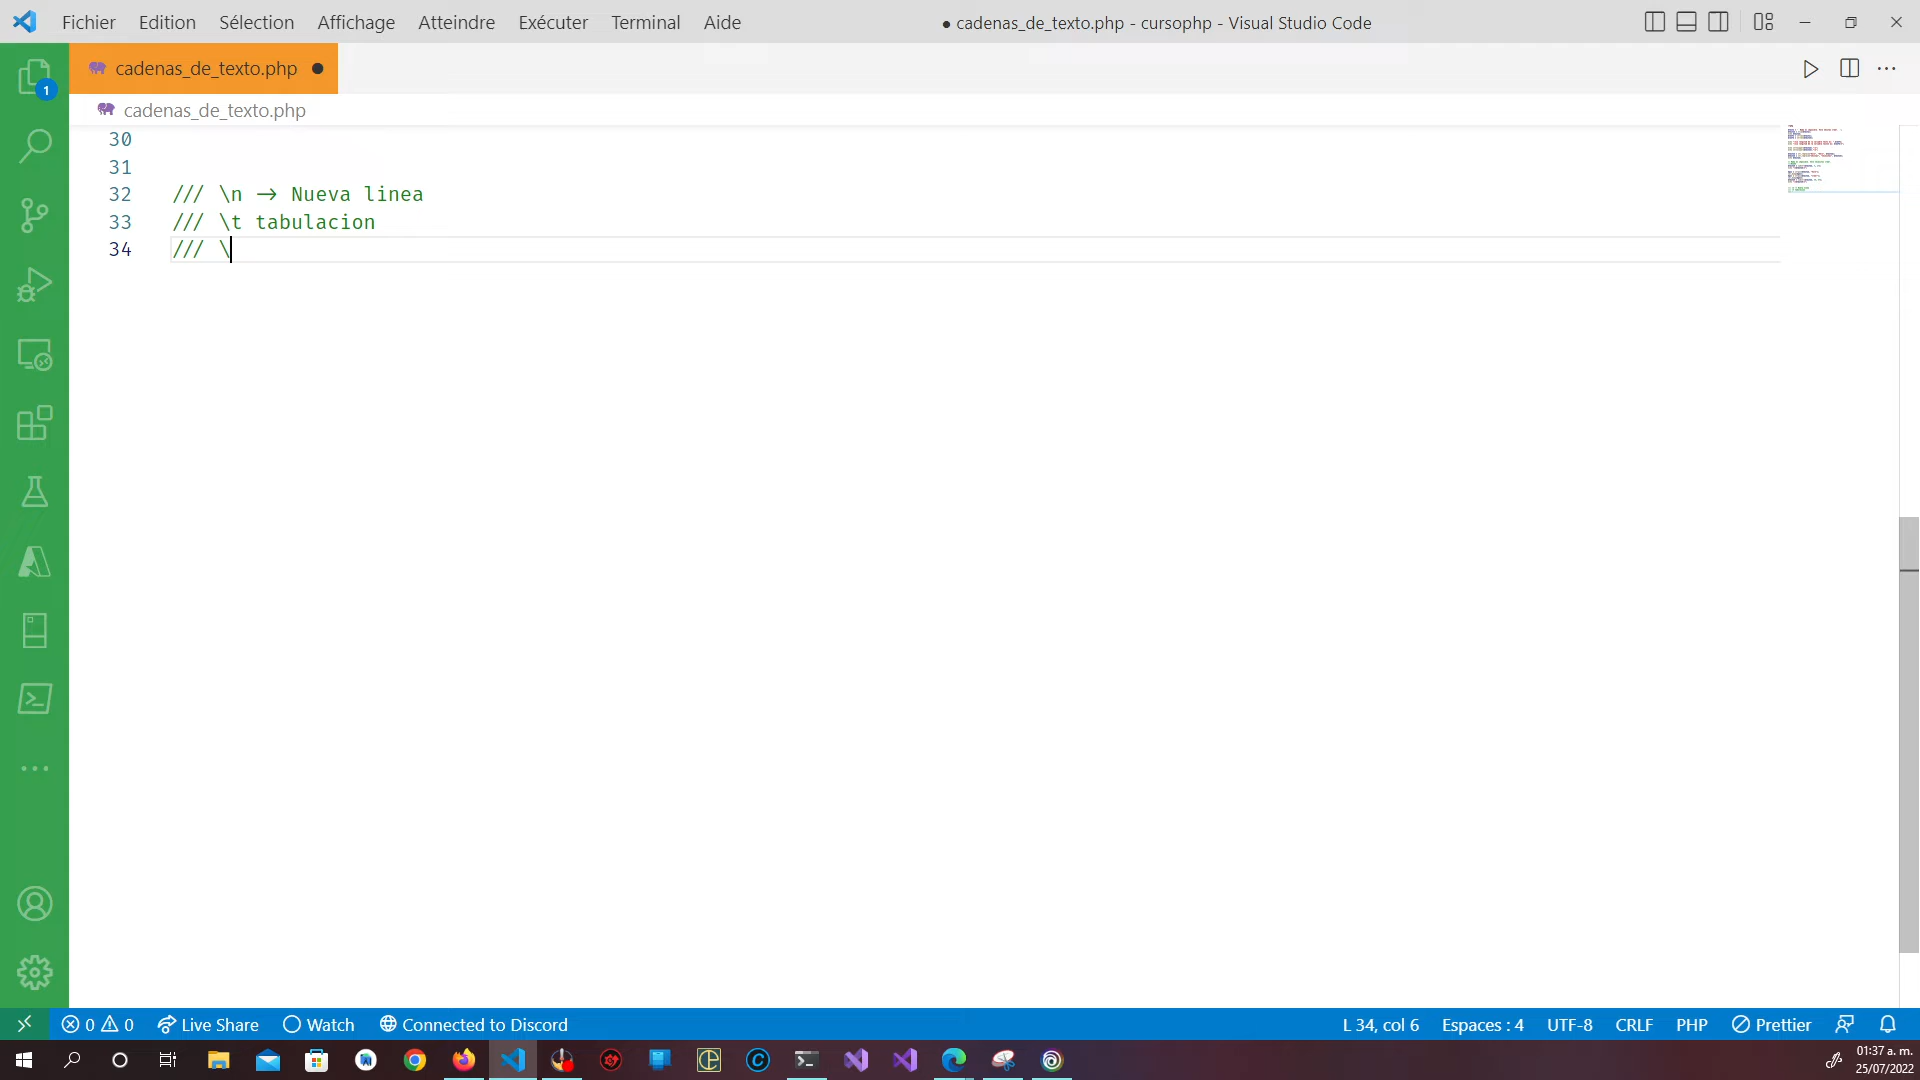 Fichier Edition Sélection Affichage Atteindre Exécuter Terminal Aide
● cadenas_de_texto.php - cursophp - Visual Studio Code
cadenas_de_texto.php ●
1
cadenas_de_texto.php
30
31
32 /// \n -> Nueva linea
33 /// \t tabulacion
34 /// \
0 0 Live Share Watch Connected to Discord
L 34, col 6 Espaces : 4 UTF-8 CRLF PHP Prettier
01:37 a. m.
25/07/2022